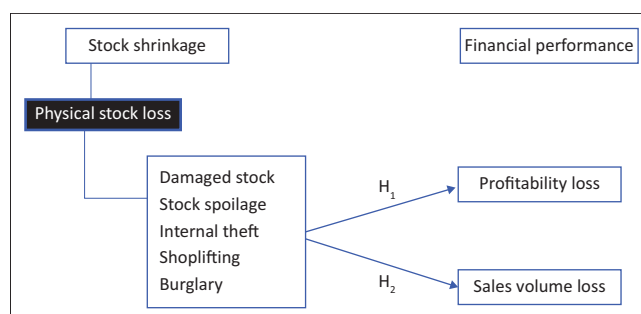 Stock shrinkage
Financial performance
Physical stock loss
Damaged stock
Stock spoilage
Internal theft
Shoplifting
Burglary
H₁
Profitability loss
H₂
Sales volume loss